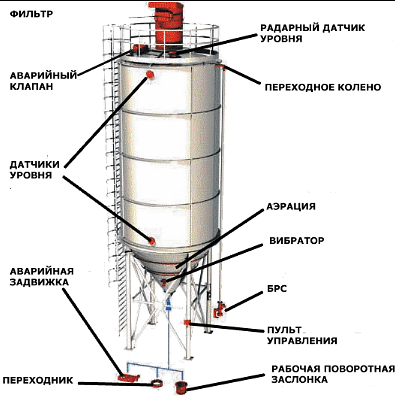 ФИЛЬТР
РАДАРНЫЙ ДАТЧИК
УРОВНЯ
АВАРИЙНЫЙ
КЛАПАН
ПЕРЕХОДНОЕ КОЛЕНО
ДАТЧИКИ
УРОВНЯ
АЭРАЦИЯ
ВИБРАТОР
АВАРИЙНАЯ
ЗАДВИЖКА
БРС
ПУЛЬТ
УПРАВЛЕНИЯ
ПЕРЕХОДНИК
РАБОЧАЯ ПОВОРОТНАЯ
ЗАСЛОНКА